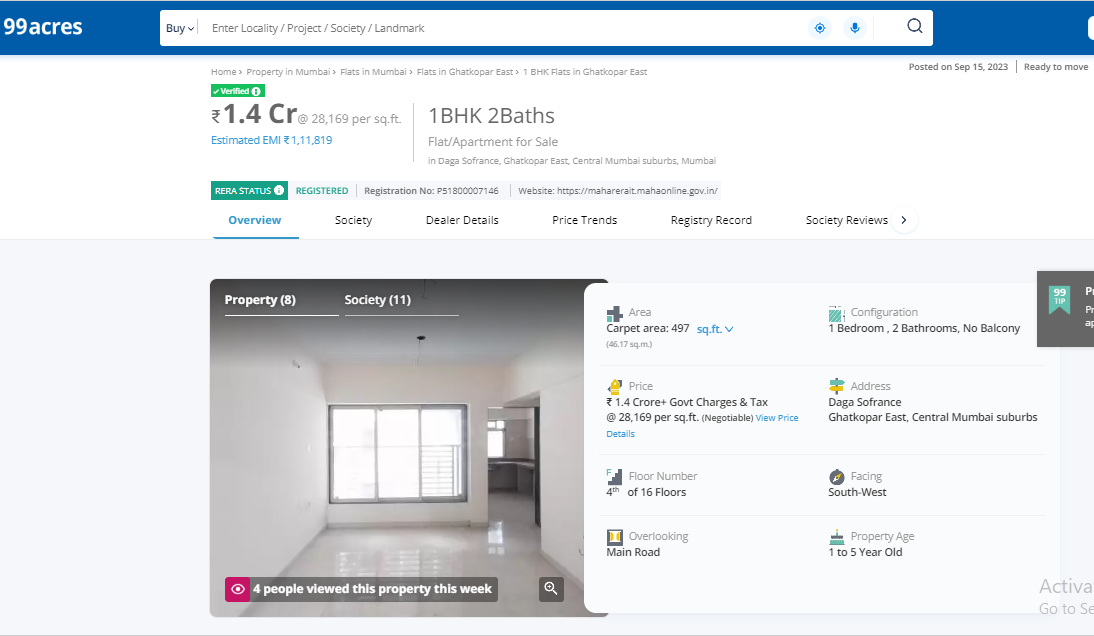 99acres
Buy
Enter Locality / Project / Society / Landmark
Home › Property in Mumbai › Flats in Mumbai › Flats in Ghatkopar East › 1 BHK Flats in Ghatkopar East
Posted on Sep 15, 2023 | Ready to move
Verified
₹1.4 Cr @ 28,169 per sq.ft.
Estimated EMI ₹ 1,11,819
1BHK 2Baths
Flat/Apartment for Sale
in Daga Sofrance, Ghatkopar East, Central Mumbai suburbs, Mumbai
RERA STATUS REGISTERED | Registration No: P51800007146 | Website: https://maharerait.mahaonline.gov.in/
Overview Society Dealer Details Price Trends Registry Record Society Reviews
Property (8) Society (11)
4 people viewed this property this week
Area
Carpet area: 497 sq.ft.
(46.17 sq.m.)
Configuration
1 Bedroom , 2 Bathrooms, No Balcony
Price
₹ 1.4 Crore+ Govt Charges & Tax
@ 28,169 per sq.ft. (Negotiable) View Price
Details
Address
Daga Sofrance
Ghatkopar East, Central Mumbai suburbs
Floor Number
4th of 16 Floors
Facing
South-West
Overlooking
Main Road
Property Age
1 to 5 Year Old
99
TIP
Activa
Go to Se